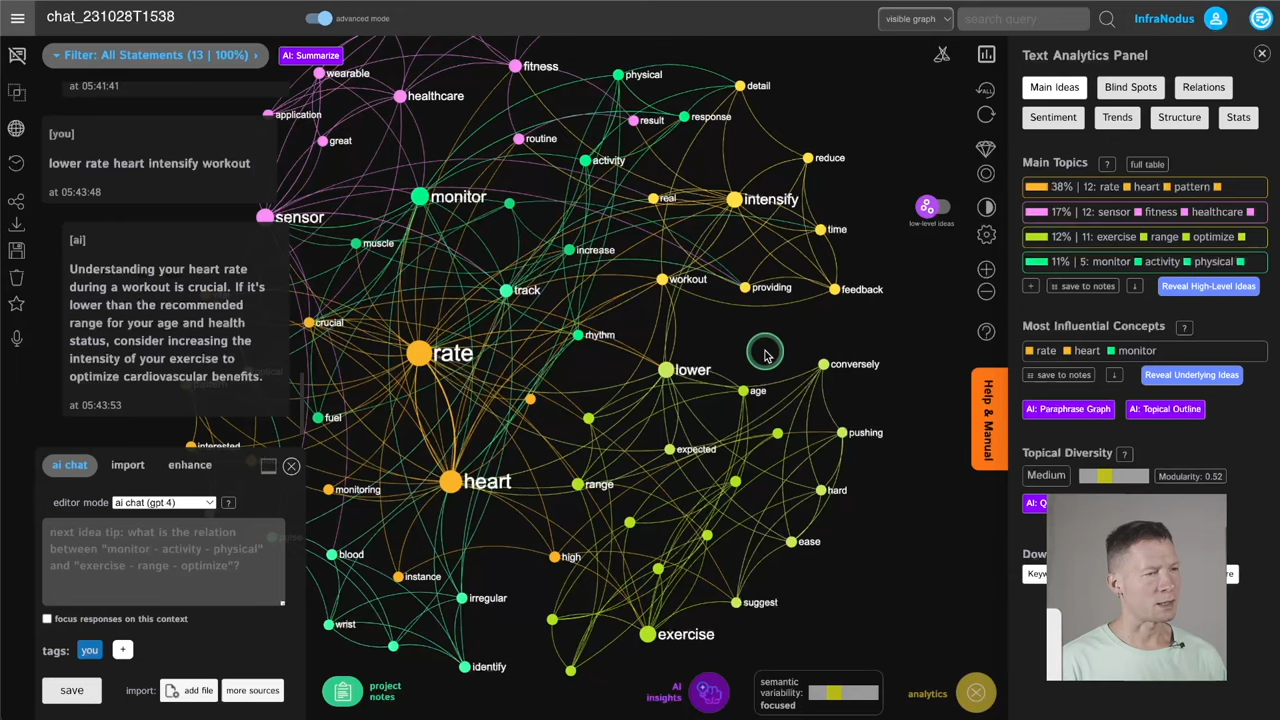 chat_231028T1538
advanced mode
visible graph
search query
InfraNodus
Filter: All Statements (13 | 100%)
AI: Summarize
at 05:41:41
[you]
lower rate heart intensify workout
at 05:43:48
[ai]
Understanding your heart rate
during a workout is crucial. If it's
lower than the recommended
range for your age and health
status, consider increasing the
intensity of your exercise to
optimize cardiovascular benefits.
at 05:43:53
ai chat
import
enhance
editor mode
ai chat (gpt 4)
?
next idea tip: what is the relation
between "monitor - activity - physical"
and "exercise - range - optimize"?
focus responses on this context
tags:
you
+
save
import:
add file
more sources
wearable
fitness
healthcare
application
great
routine
physical
result
response
detail
activity
reduce
monitor
real
intensify
sensor
muscle
increase
time
workout
providing
feedback
track
crucial
rhythm
rate
lower
conversely
age
fuel
pushing
interested
expected
heart
range
monitoring
hard
ease
blood
high
instance
irregular
suggest
wrist
exercise
identify
low-level ideas
project
notes
AI
insights
semantic
variability:
focused
analytics
Help & Manual
Text Analytics Panel
Main Ideas
Blind Spots
Relations
Sentiment
Trends
Structure
Stats
Main Topics
?
full table
38% | 12: rate heart pattern
17% | 12: sensor fitness healthcare
12% | 11: exercise range optimize
11% | 5: monitor activity physical
+
save to notes
↓
Reveal High-Level Ideas
Most Influential Concepts
?
rate heart monitor
save to notes
↓
Reveal Underlying Ideas
AI: Paraphrase Graph
AI: Topical Outline
Topical Diversity
?
Medium
Modularity: 0.52